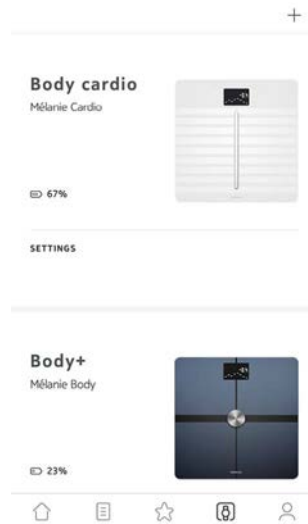 Body cardio
Mélanie Cardio
67%
SETTINGS
Body+
Mélanie Body
23%